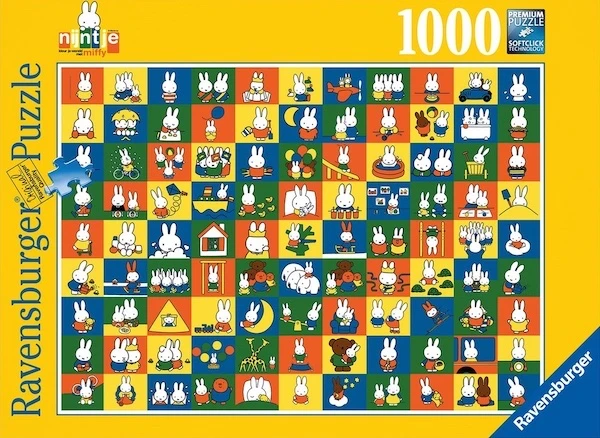 nijntje
miffy
1000
PREMIUM
PUZZLE
SOFTCLICK
TECHNOLOGY
Ravensburger® Puzzle
Ravensburger